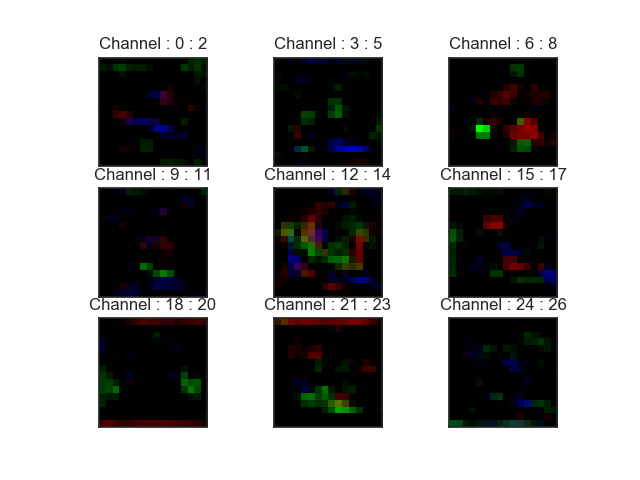 Channel : 0 : 2
Channel : 3 : 5
Channel : 6 : 8
Channel : 9 : 11
Channel : 12 : 14
Channel : 15 : 17
Channel : 18 : 20
Channel : 21 : 23
Channel : 24 : 26